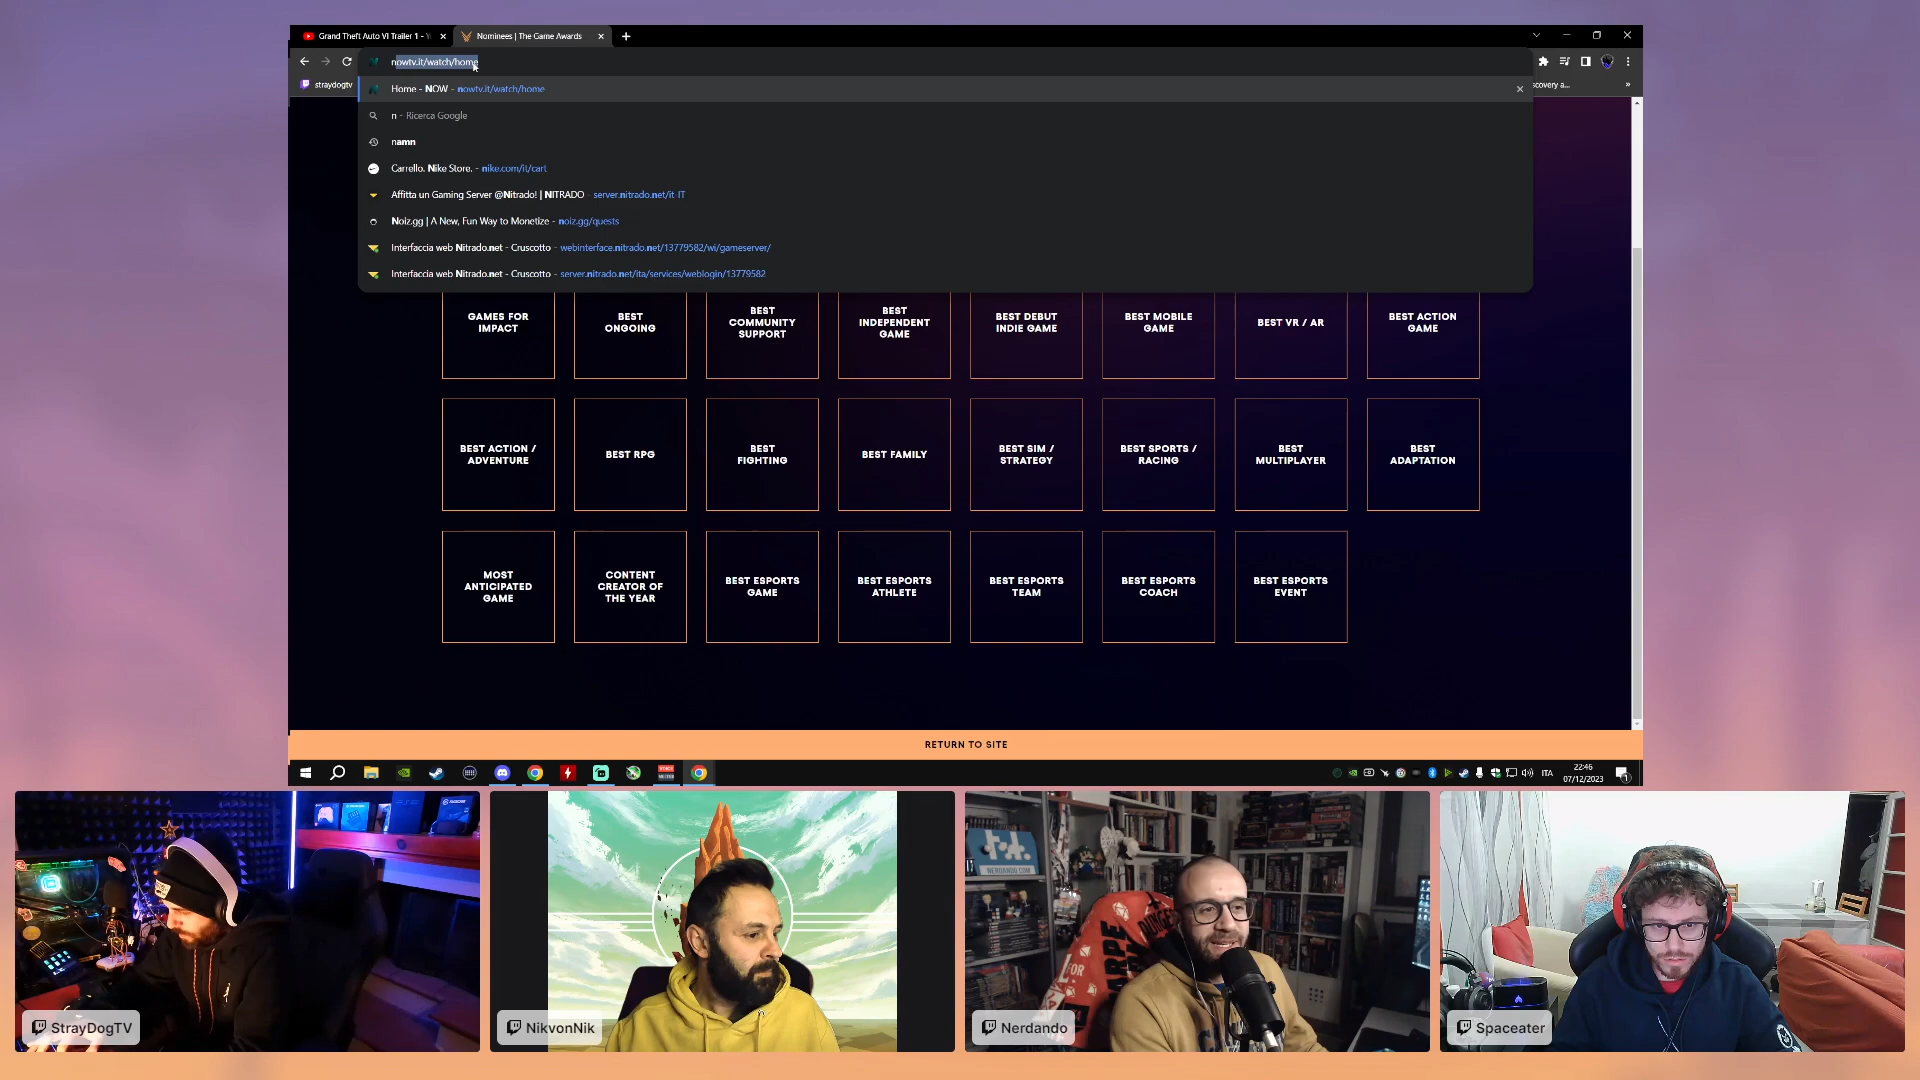 Grand Theft Auto VI Trailer 1 - Y
Nominees | The Game Awards
nowtv.it/watch/home
straydogtv
scovery a...
Home - NOW - nowtv.it/watch/home
n - Ricerca Google
namn
Carrello. Nike Store. - nike.com/it/cart
Affitta un Gaming Server @Nitrado! | NITRADO - server.nitrado.net/it-IT
Noiz.gg | A New, Fun Way to Monetize - noiz.gg/quests
Interfaccia web Nitrado.net - Cruscotto - webinterface.nitrado.net/13779582/wi/gameserver/
Interfaccia web Nitrado.net - Cruscotto - server.nitrado.net/ita/services/weblogin/13779582
GAMES FOR
IMPACT
BEST
ONGOING
BEST
COMMUNITY
SUPPORT
BEST
INDEPENDENT
GAME
BEST DEBUT
INDIE GAME
BEST MOBILE
GAME
BEST VR / AR
BEST ACTION
GAME
BEST ACTION /
ADVENTURE
BEST RPG
BEST
FIGHTING
BEST FAMILY
BEST SIM /
STRATEGY
BEST SPORTS /
RACING
BEST
MULTIPLAYER
BEST
ADAPTATION
MOST
ANTICIPATED
GAME
CONTENT
CREATOR OF
THE YEAR
BEST ESPORTS
GAME
BEST ESPORTS
ATHLETE
BEST ESPORTS
TEAM
BEST ESPORTS
COACH
BEST ESPORTS
EVENT
RETURN TO SITE
ITA
22:46
07/12/2023
1
NERDANDO.COM
StrayDogTV
NikvonNik
Nerdando
Spaceater